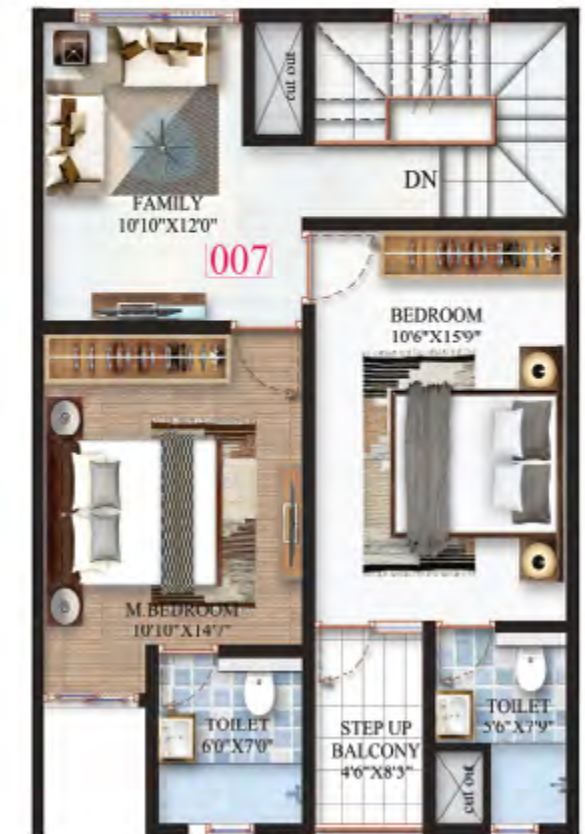 cut out
DN
FAMILY
10'10"X12'0"
007
BEDROOM
10'6"X15'9"
M.BEDROOM
10'10"X14'7"
TOILET
6'0"X7'0"
STEP UP
BALCONY
4'6"X8'3"
TOILET
5'6"X7'9"
cut out